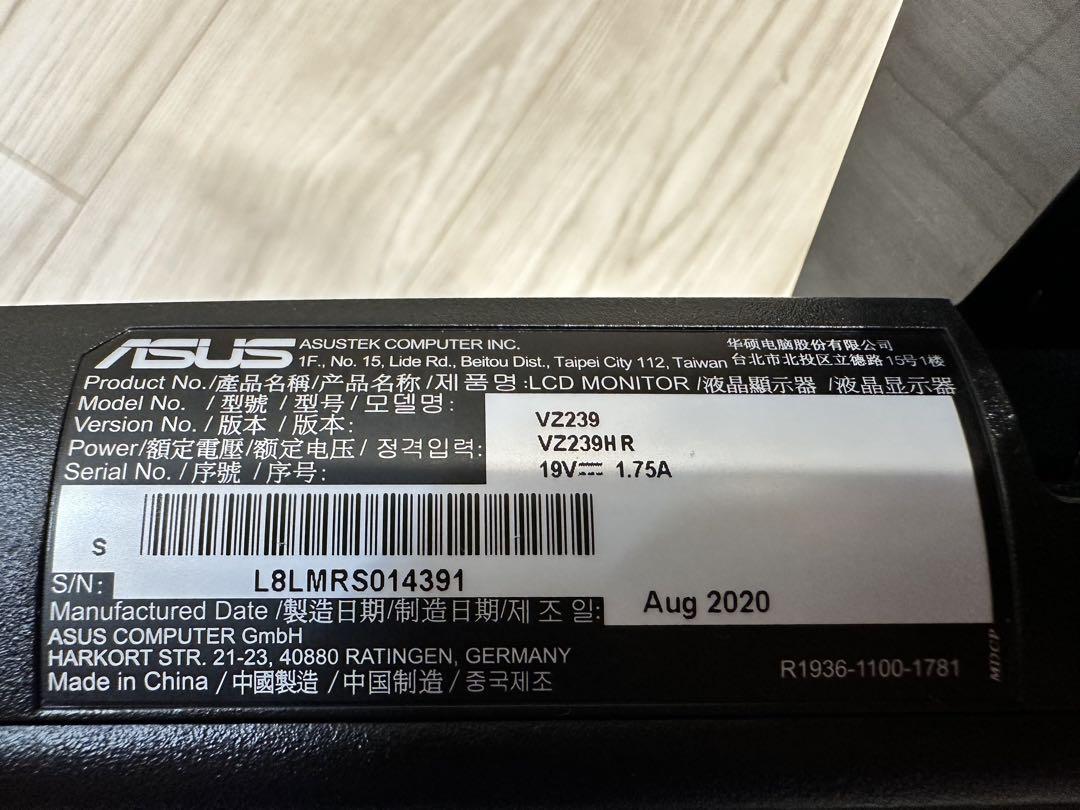 ASUS
ASUSTEK COMPUTER INC. 华硕电脑股份有限公司
1F., No. 15, Lide Rd., Beitou Dist., Taipei City 112, Taiwan 台北市北投区立德路 15号1楼
Product No./產品名稱/产品名称/제품명:LCD MONITOR /液晶顯示器 /液晶显示器
Model No. / 型號 / 型号 / 모델명: VZ239
Version No. / 版本 / 版本: VZ239HR
Power/額定電壓/额定电压/ 정격입력: 19V⎓ 1.75A
Serial No. / 序號 / 序号:
S
S/N: L8LMRS014391
Manufactured Date /製造日期/制造日期/제 조 일: Aug 2020
ASUS COMPUTER GmbH
HARKORT STR. 21-23, 40880 RATINGEN, GERMANY
Made in China / 中國製造 / 中国制造 / 중국제조
R1936-1100-1781
MDCP